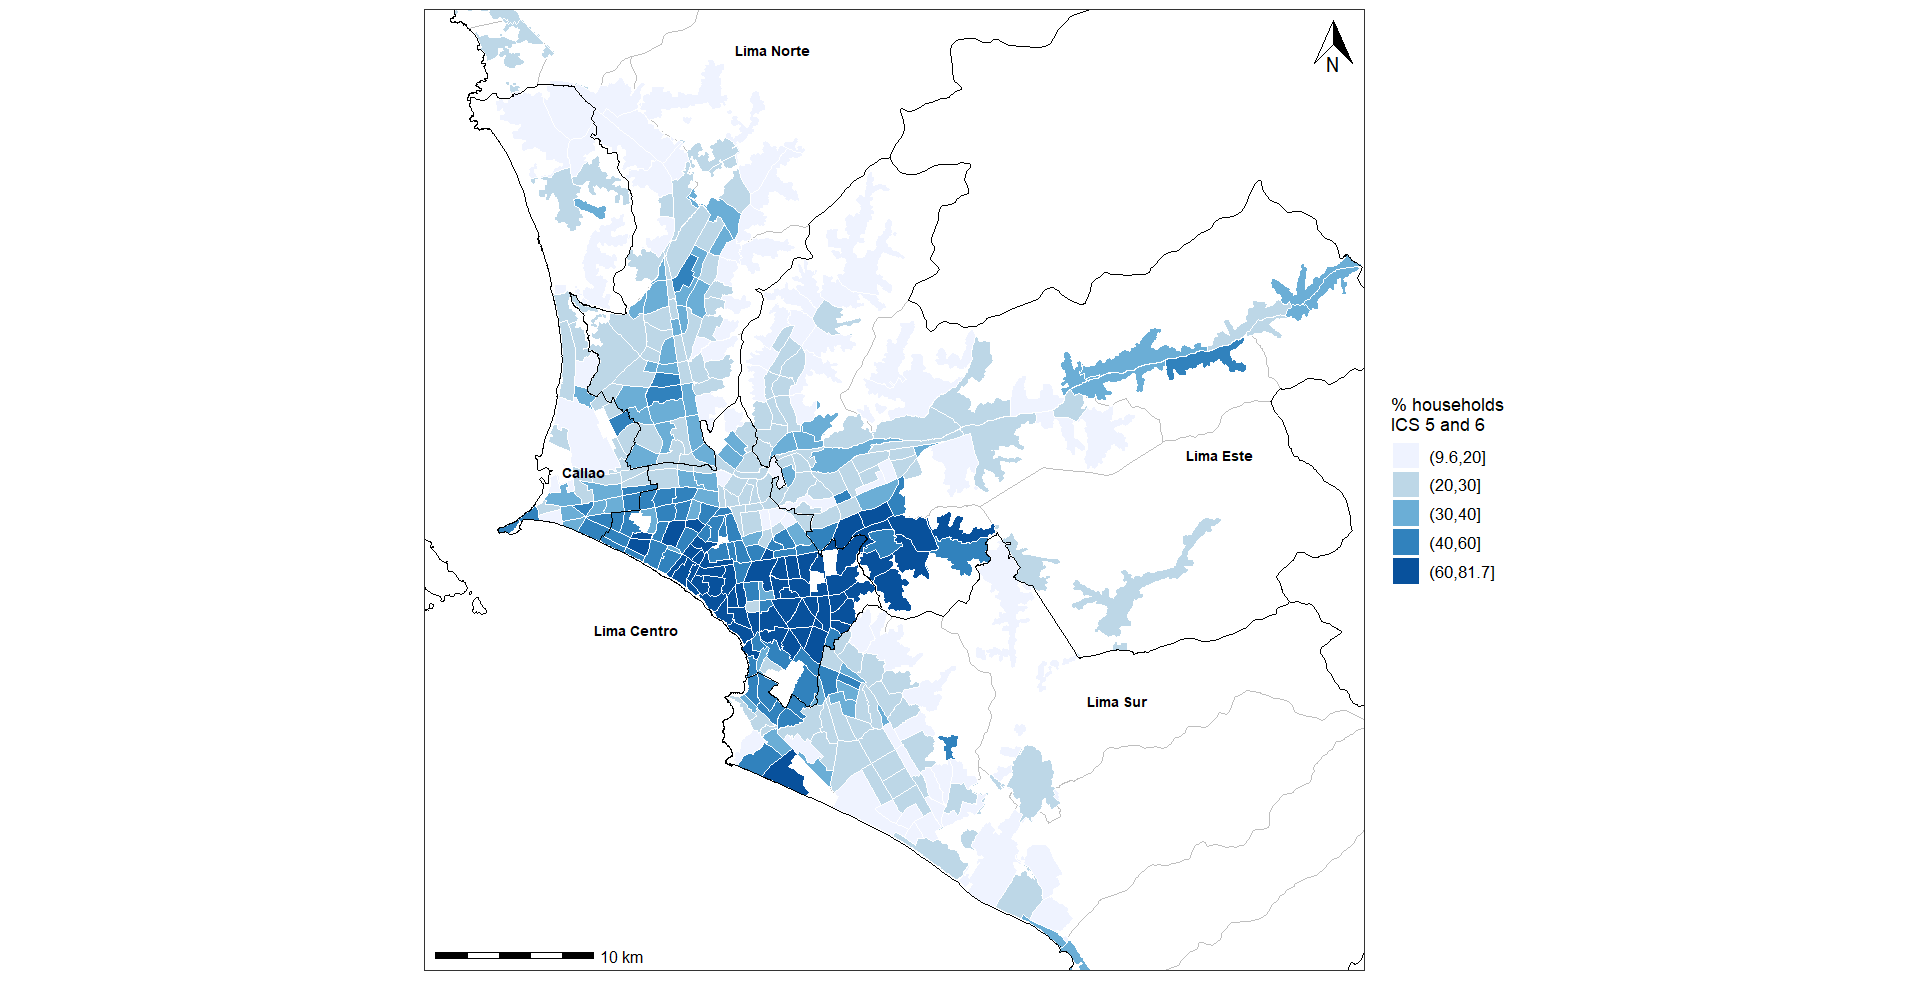 Lima Norte
N
% households
ICS 5 and 6
(9.6,20]
(20,30]
(30,40]
(40,60]
(60,81.7]
Lima Este
Callao
Lima Centro
Lima Sur
10 km